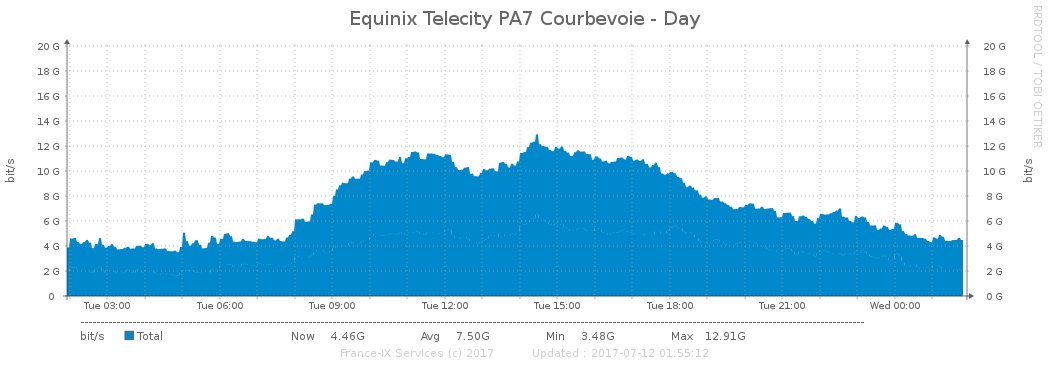 Equinix Telecity PA7 Courbevoie - Day
RRDTOOL / TOBI OETIKER
20 G 20 G
18 G 18 G
16 G 16 G
14 G 14 G
12 G 12 G
10 G 10 G
8 G 8 G
6 G 6 G
4 G 4 G
2 G 2 G
0 0 G
bit/s
bit/s
Tue 03:00 Tue 06:00 Tue 09:00 Tue 12:00 Tue 15:00 Tue 18:00 Tue 21:00 Wed 00:00
bit/s Total Now 4.46G Avg 7.50G Min 3.48G Max 12.91G
France-IX Services (c) 2017 Updated : 2017-07-12 01:55:12